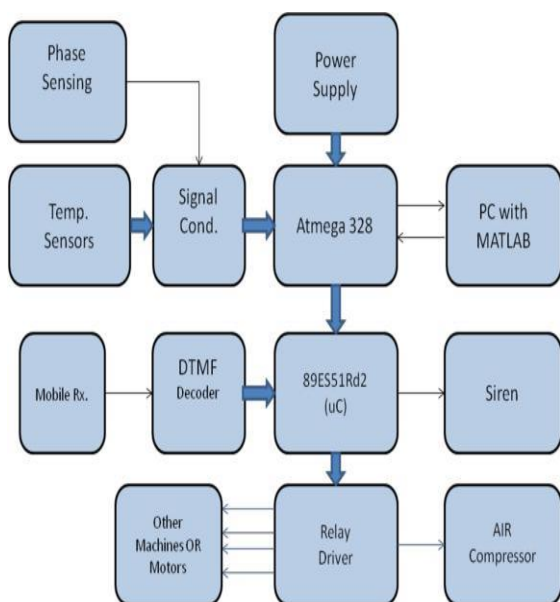 Phase
Sensing
Power
Supply
Temp.
Sensors
Signal
Cond.
Atmega 328
PC with
MATLAB
Mobile Rx.
DTMF
Decoder
89ES51Rd2
(uC)
Siren
Other
Machines OR
Motors
Relay
Driver
AIR
Compressor